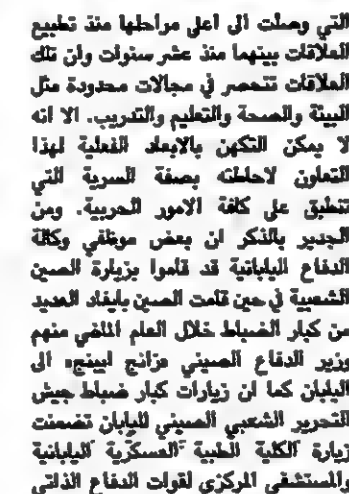 التي وصلت الى اعلى مراحلها منذ تطبيع
العلاقات بينهما منذ عشر سنوات وان تلك
العلاقات تنحصر في مجالات محدودة مثل
البيئة والصحة والتعليم والتدريب. الا انه
لا يمكن التكهن بالابعاد الفعلية لهذا
التعاون لاحاطته بصفة السرية التي
تنطبق على كافة الامور الحربية. ومن
الجدير بالذكر ان بعض موظفي وكالة
الدفاع اليابانية قد قاموا بزيارة الصين
الشعبية في حين قامت الصين بايفاد العديد
من كبار الضباط خلال العام الماضي منهم
وزير الدفاع الصيني «زانج ايبنج» الى
اليابان كما ان زيارات كبار ضباط جيش
التحرير الشعبي الصيني لليابان تضمنت
زيارة الكلية الطبية العسكرية اليابانية
والمستشفى المركزى لقوات الدفاع الذاتى